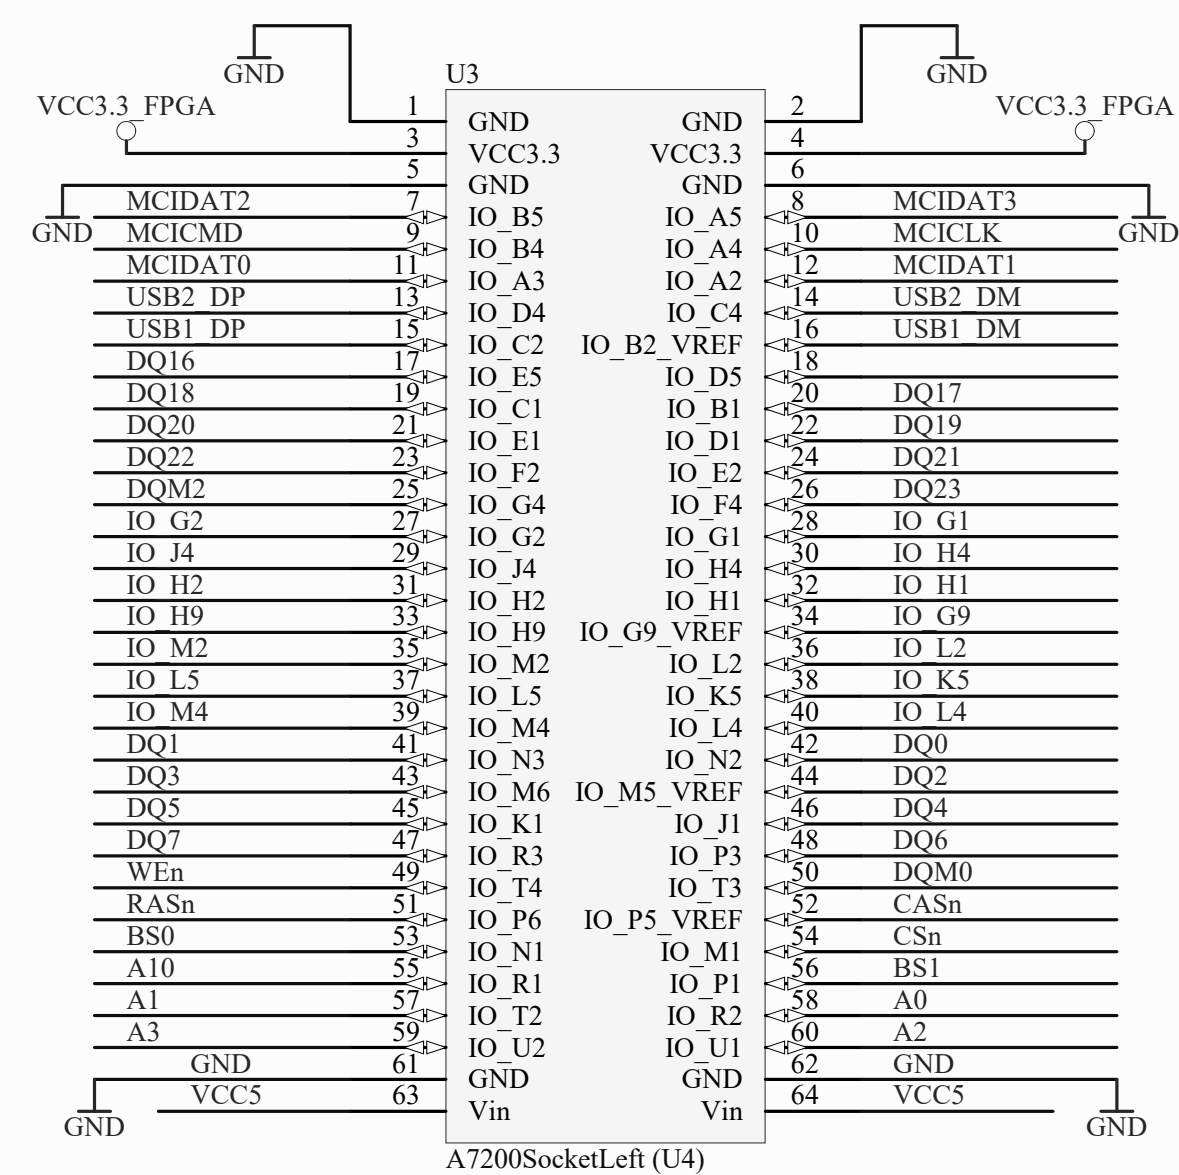 GND GND
U3
VCC3.3_FPGA 1 GND GND 2 VCC3.3_FPGA
3 VCC3.3 VCC3.3 4
5 GND GND 6
MCIDAT2 7 IO_B5 IO_A5 8 MCIDAT3
GND MCICMD 9 IO_B4 IO_A4 10 MCICLK GND
MCIDAT0 11 IO_A3 IO_A2 12 MCIDAT1
USB2_DP 13 IO_D4 IO_C4 14 USB2_DM
USB1_DP 15 IO_C2 IO_B2_VREF 16 USB1_DM
DQ16 17 IO_E5 IO_D5 18
DQ18 19 IO_C1 IO_B1 20 DQ17
DQ20 21 IO_E1 IO_D1 22 DQ19
DQ22 23 IO_F2 IO_E2 24 DQ21
DQM2 25 IO_G4 IO_F4 26 DQ23
IO_G2 27 IO_G2 IO_G1 28 IO_G1
IO_J4 29 IO_J4 IO_H4 30 IO_H4
IO_H2 31 IO_H2 IO_H1 32 IO_H1
IO_H9 33 IO_H9 IO_G9_VREF 34 IO_G9
IO_M2 35 IO_M2 IO_L2 36 IO_L2
IO_L5 37 IO_L5 IO_K5 38 IO_K5
IO_M4 39 IO_M4 IO_L4 40 IO_L4
DQ1 41 IO_N3 IO_N2 42 DQ0
DQ3 43 IO_M6 IO_M5_VREF 44 DQ2
DQ5 45 IO_K1 IO_J1 46 DQ4
DQ7 47 IO_R3 IO_P3 48 DQ6
WEn 49 IO_T4 IO_T3 50 DQM0
RASn 51 IO_P6 IO_P5_VREF 52 CASn
BS0 53 IO_N1 IO_M1 54 CSn
A10 55 IO_R1 IO_P1 56 BS1
A1 57 IO_T2 IO_R2 58 A0
A3 59 IO_U2 IO_U1 60 A2
GND 61 GND GND 62 GND
VCC5 63 Vin Vin 64 VCC5
GND GND
A7200SocketLeft (U4)